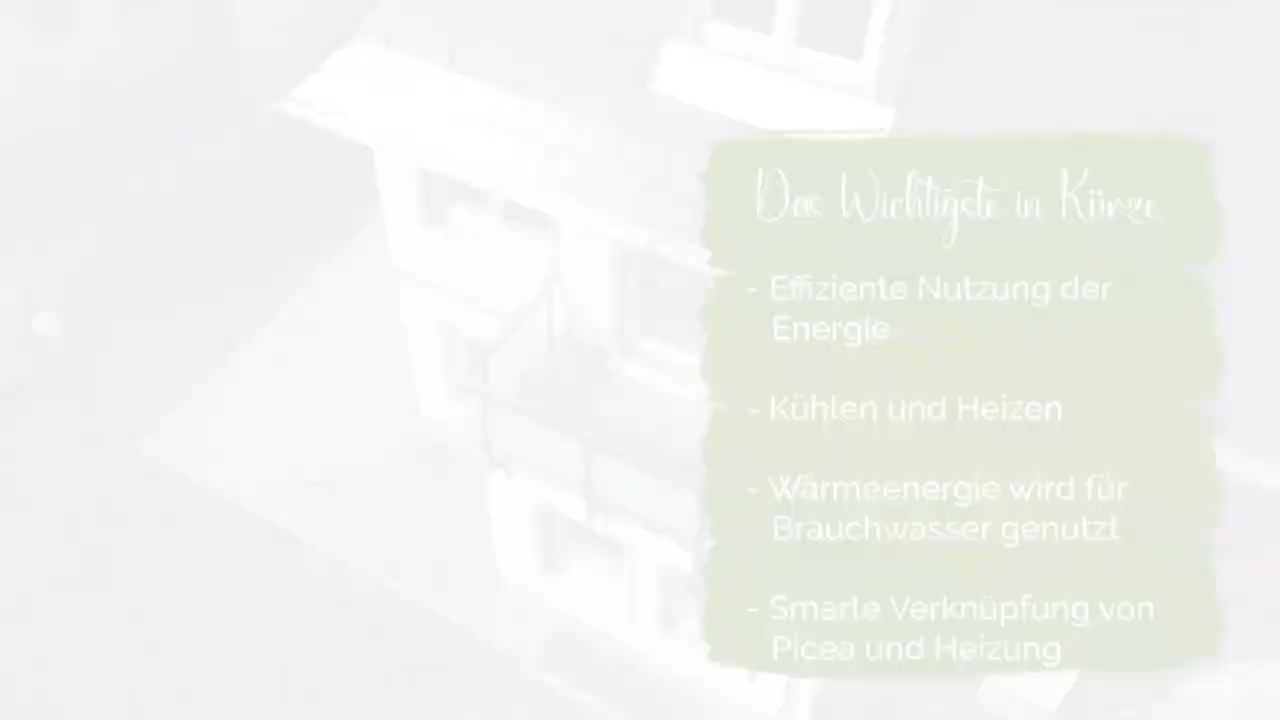 Das Wichtigste in Kürze
- Effiziente Nutzung der
Energie
- Kühlen und Heizen
- Wärmeenergie wird für
Brauchwasser genutzt
- Smarte Verknüpfung von
Picea und Heizung